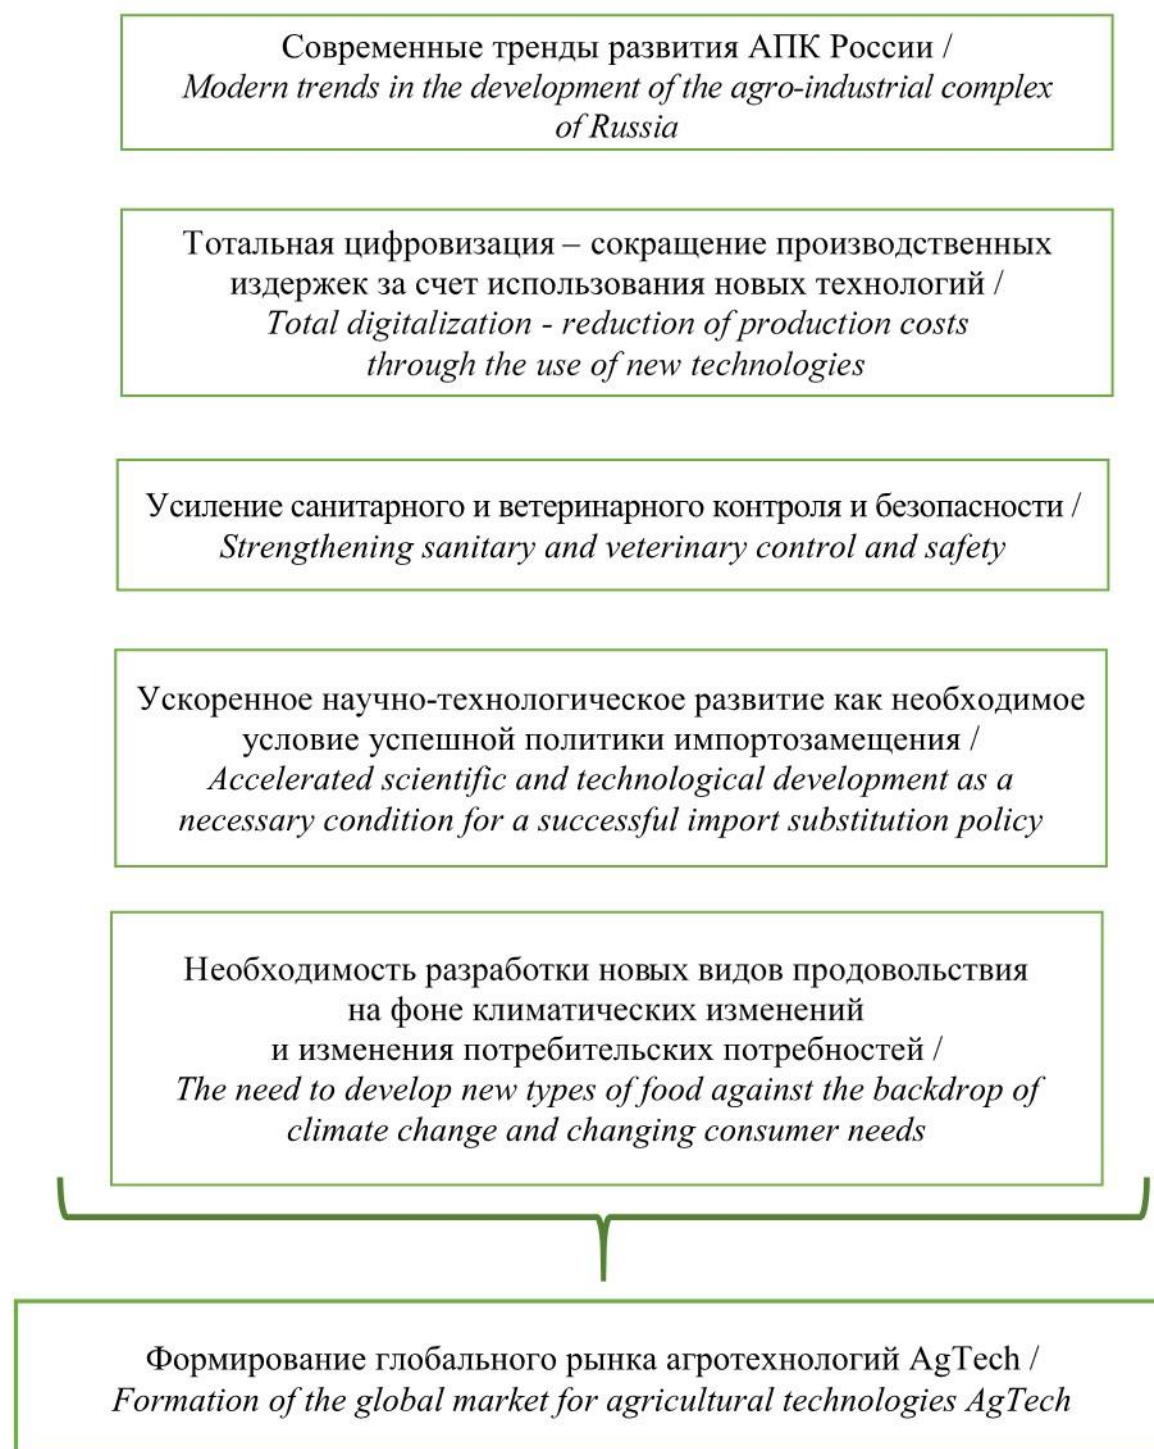 Современные тренды развития АПК России /
Modern trends in the development of the agro-industrial complex
of Russia
Тотальная цифровизация – сокращение производственных
издержек за счет использования новых технологий /
Total digitalization - reduction of production costs
through the use of new technologies
Усиление санитарного и ветеринарного контроля и безопасности /
Strengthening sanitary and veterinary control and safety
Ускоренное научно-технологическое развитие как необходимое
условие успешной политики импортозамещения /
Accelerated scientific and technological development as a
necessary condition for a successful import substitution policy
Необходимость разработки новых видов продовольствия
на фоне климатических изменений
и изменения потребительских потребностей /
The need to develop new types of food against the backdrop of
climate change and changing consumer needs
Формирование глобального рынка агротехнологий AgTech /
Formation of the global market for agricultural technologies AgTech